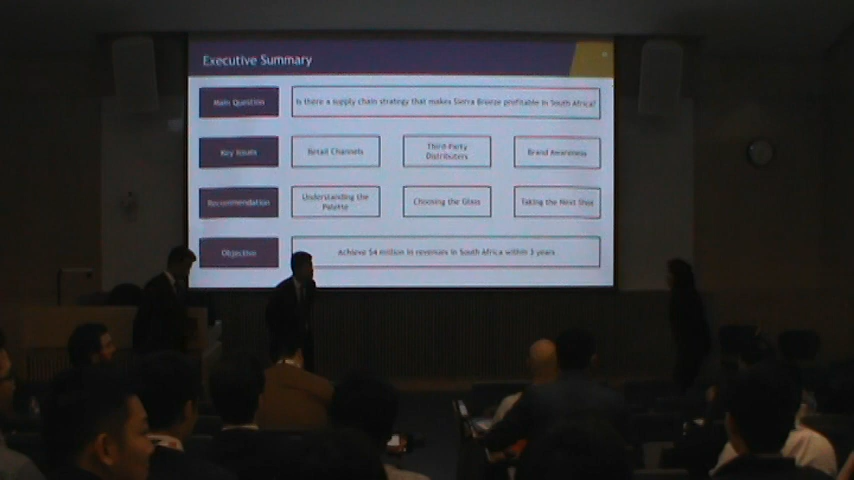 Executive Summary
Main Question
Is there a supply chain strategy that makes Sierra Breeze profitable in South Africa?
Key Issues
Retail Channels
Third-Party
Distributors
Brand Awareness
Recommendation
Understanding the
Palette
Choosing the Glass
Taking the Next Shot
Objective
Achieve $4 million in revenues in South Africa within 3 years